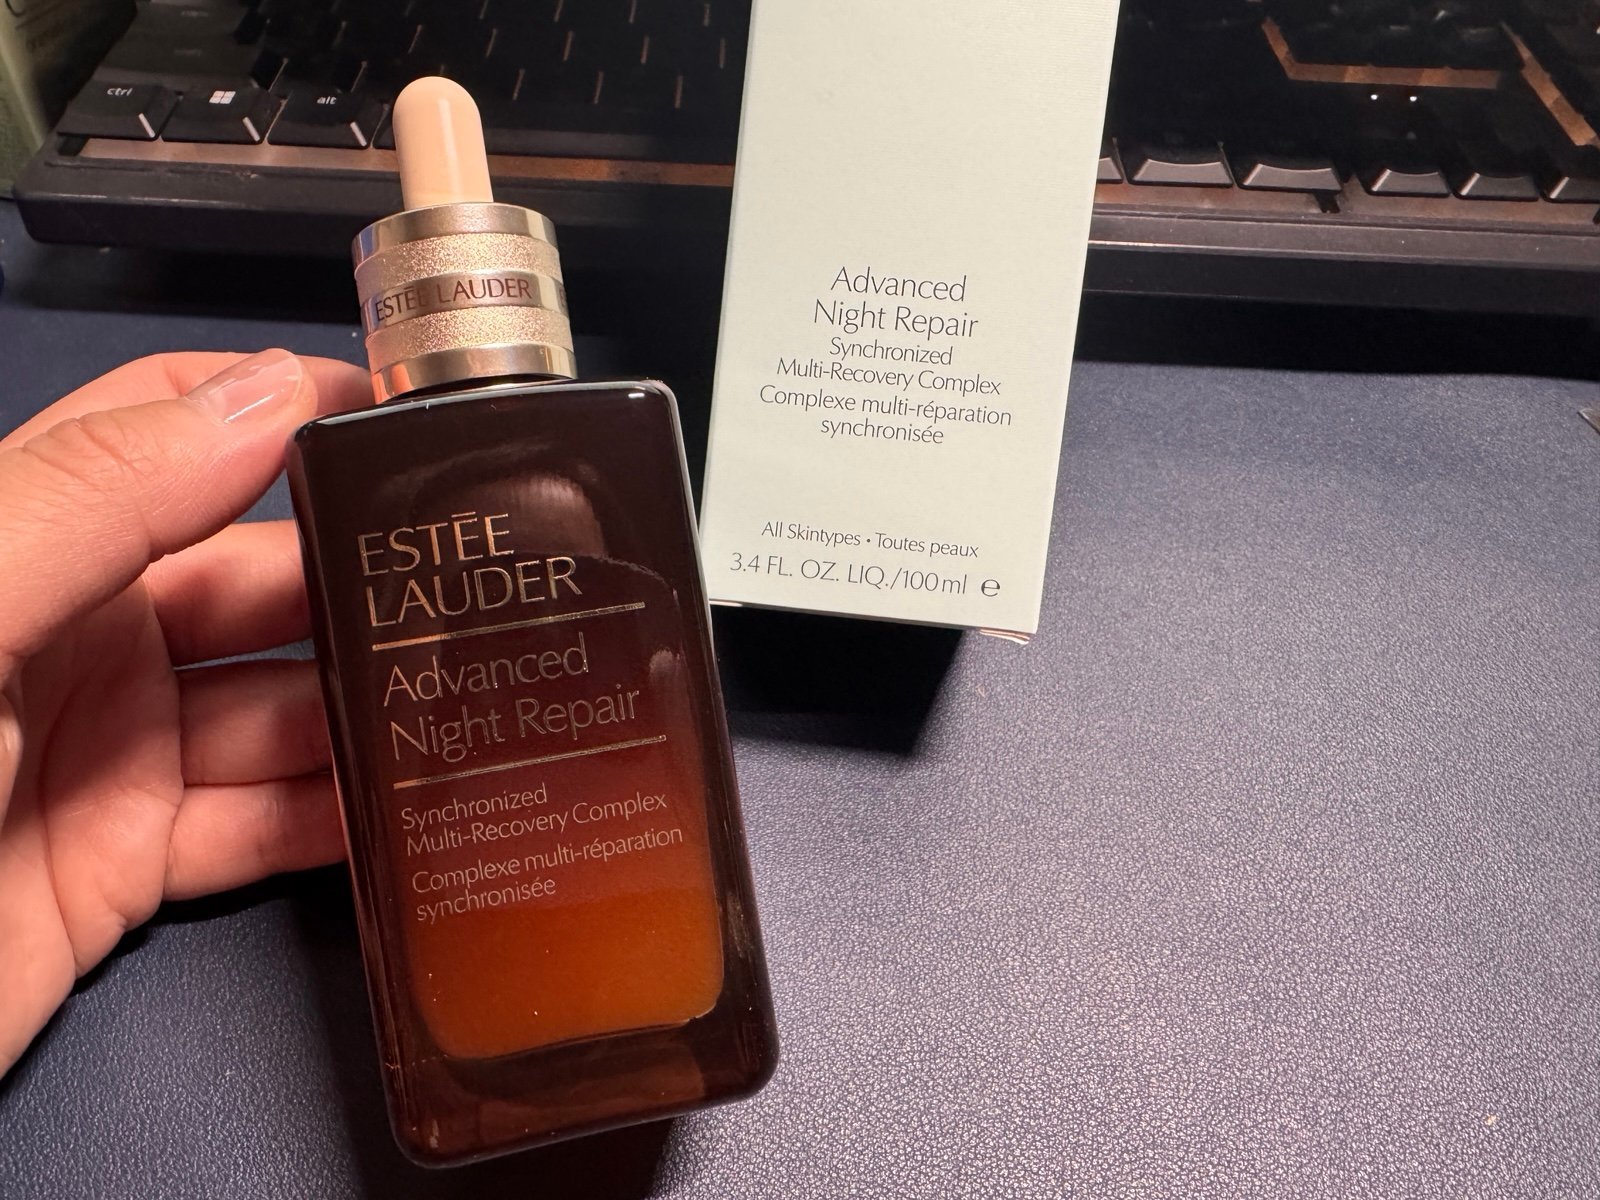 ctrl
alt
ESTĒE LAUDER
ESTĒE
LAUDER
Advanced
Night Repair
Synchronized
Multi-Recovery Complex
Complexe multi-réparation
synchronisée
Advanced
Night Repair
Synchronized
Multi-Recovery Complex
Complexe multi-réparation
synchronisée
All Skintypes • Toutes peaux
3.4 FL. OZ. LIQ./100 ml ℮